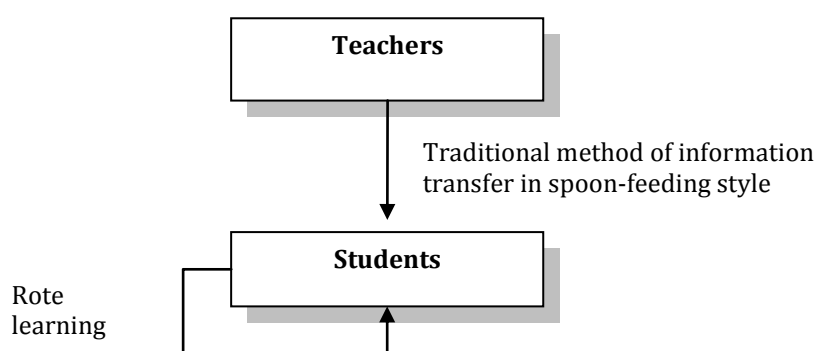 Teachers
Traditional method of information
transfer in spoon-feeding style
Students
Rote
learning